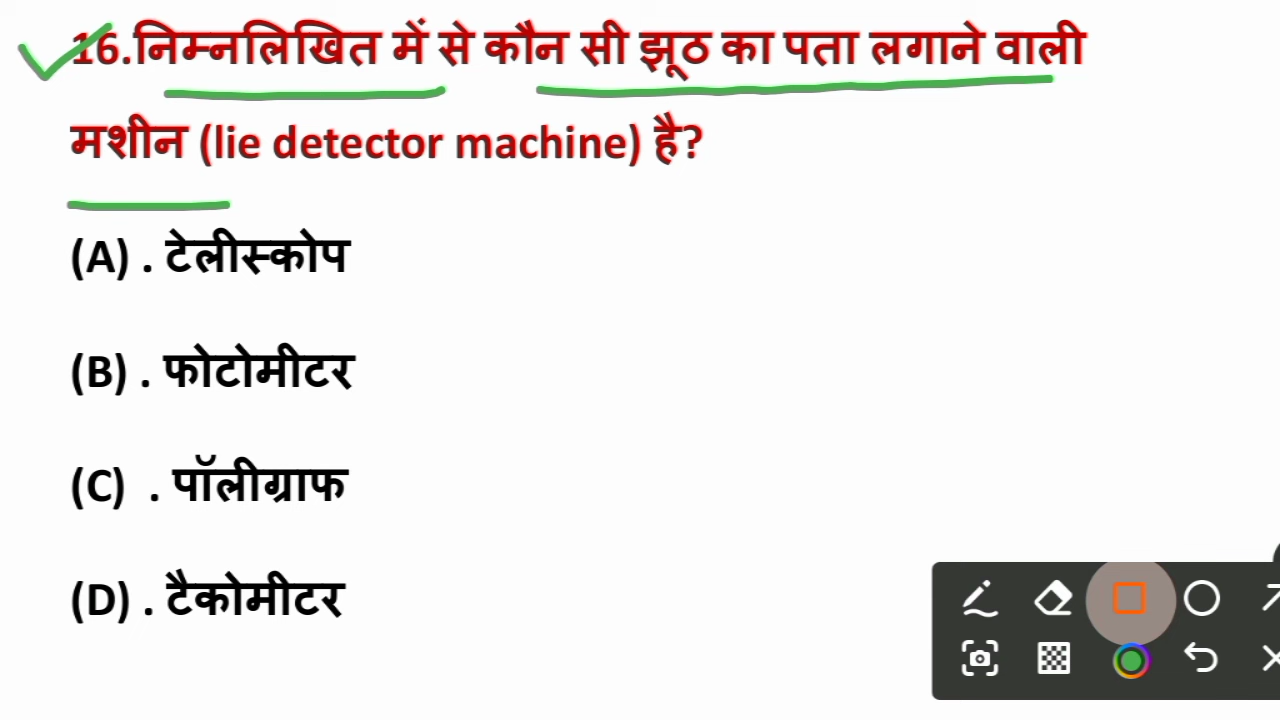 16.निम्नलिखित में से कौन सी झूठ का पता लगाने वाली
मशीन (lie detector machine) है?
(A) . टेलीस्कोप
(B) . फोटोमीटर
(C) . पॉलीग्राफ
(D) . टैकोमीटर